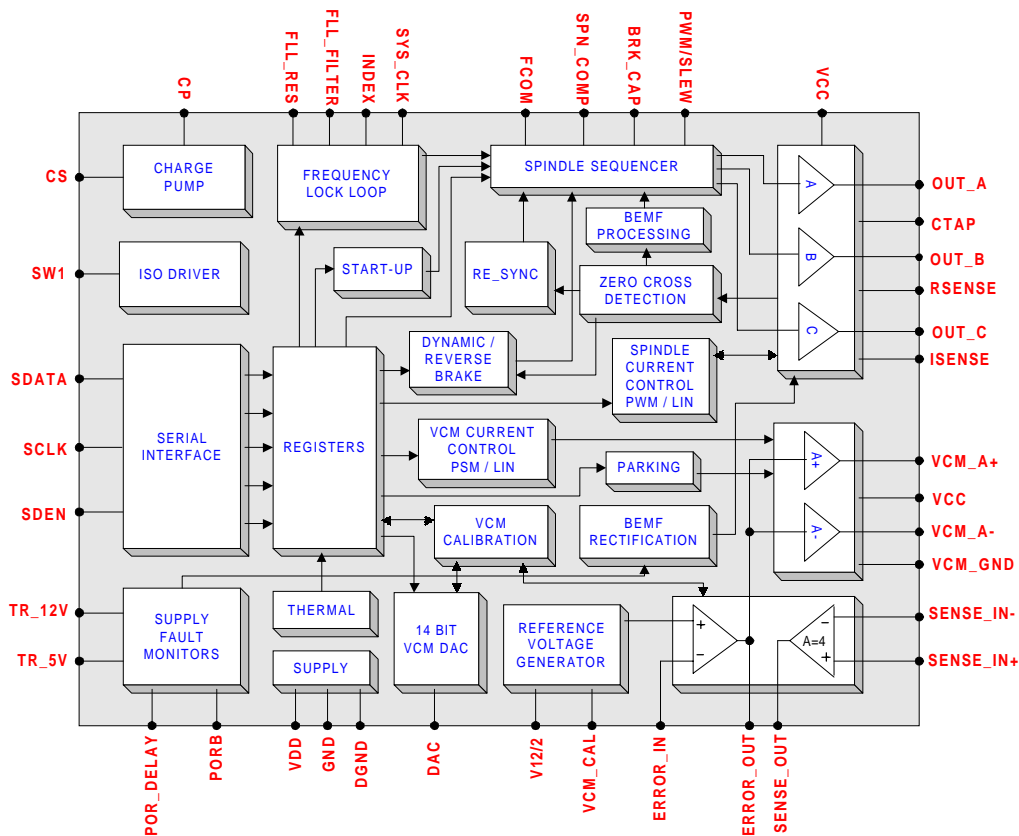 CP
FLL_RES
FLL_FILTER
INDEX
SYS_CLK
FCOM
SPN_COMP
BRK_CAP
PWM/SLEW
VCC
CS
CHARGE
PUMP
FREQUENCY
LOCK LOOP
SPINDLE SEQUENCER
A
OUT_A
CTAP
BEMF
PROCESSING
SW1
ISO DRIVER
START-UP
RE_SYNC
ZERO CROSS
DETECTION
B
OUT_B
RSENSE
C
OUT_C
ISENSE
SDATA
SCLK
SDEN
SERIAL
INTERFACE
REGISTERS
DYNAMIC /
REVERSE
BRAKE
SPINDLE
CURRENT
CONTROL
PWM / LIN
VCM CURRENT
CONTROL
PSM / LIN
PARKING
A+
VCM_A+
VCC
A-
VCM_A-
VCM_GND
VCM
CALIBRATION
BEMF
RECTIFICATION
TR_12V
TR_5V
SUPPLY
FAULT
MONITORS
THERMAL
SUPPLY
14 BIT
VCM DAC
REFERENCE
VOLTAGE
GENERATOR
+
−
A=4
−
+
SENSE_IN-
SENSE_IN+
POR_DELAY
PORB
VDD
GND
DGND
DAC
V12/2
VCM_CAL
ERROR_IN
ERROR_OUT
SENSE_OUT